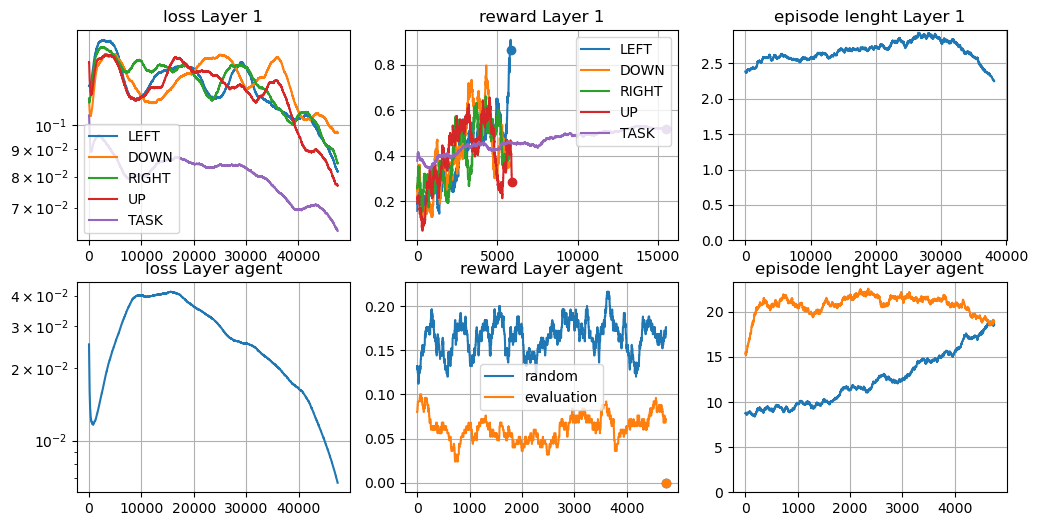 loss Layer 1
10⁻¹
9 × 10⁻²
8 × 10⁻²
7 × 10⁻²
LEFT
DOWN
RIGHT
UP
TASK
0 10000 20000 30000 40000
reward Layer 1
0.8
0.6
0.4
0.2
LEFT
DOWN
RIGHT
UP
TASK
0 5000 10000 15000
episode lenght Layer 1
2.5
2.0
1.5
1.0
0.5
0.0
0 10000 20000 30000 40000
loss Layer agent
4 × 10⁻²
3 × 10⁻²
2 × 10⁻²
10⁻²
0 10000 20000 30000 40000
reward Layer agent
0.20
0.15
0.10
0.05
0.00
random
evaluation
0 1000 2000 3000 4000
episode lenght Layer agent
20
15
10
5
0
0 1000 2000 3000 4000